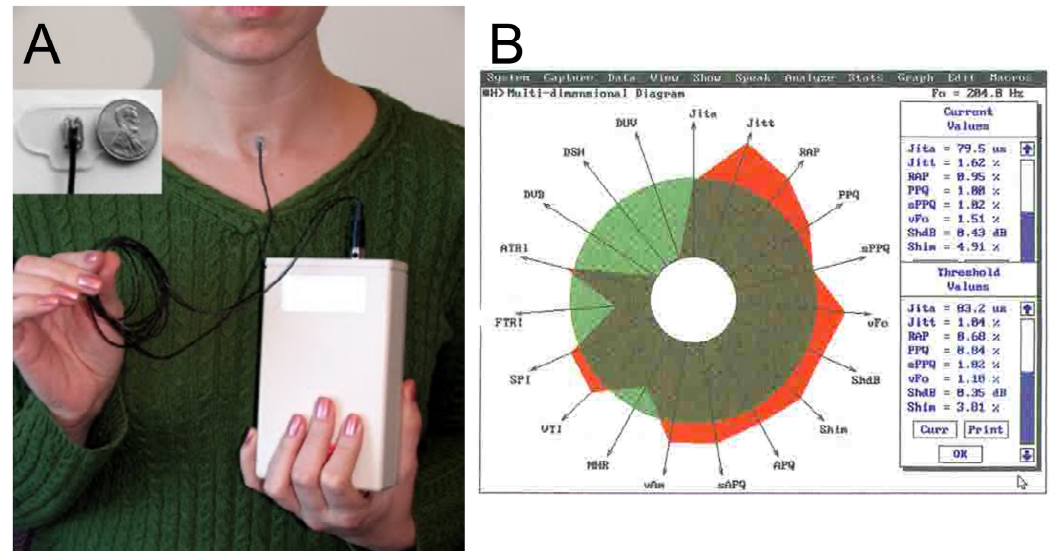 A
B
System Capture Data View Show Speak Analyze Stats Graph Edit Macros
Multi-dimensional Diagram
Fo = 204.8 Hz
Jita
Jitt
RAP
PPQ
sPPQ
vFo
ShdB
Shim
APQ
sAPQ
vAm
NHR
VTI
SPI
FTRI
ATRI
DVB
DSH
DUV
Current
Values
Jita = 79.5 us
Jitt = 1.62 %
RAP = 0.95 %
PPQ = 1.00 %
sPPQ = 1.02 %
vFo = 1.51 %
ShdB = 0.43 dB
Shim = 4.91 %
Threshold
Values
Jita = 83.2 us
Jitt = 1.04 %
RAP = 0.68 %
PPQ = 0.84 %
sPPQ = 1.02 %
vFo = 1.10 %
ShdB = 0.35 dB
Shim = 3.81 %
Curr Print
OK